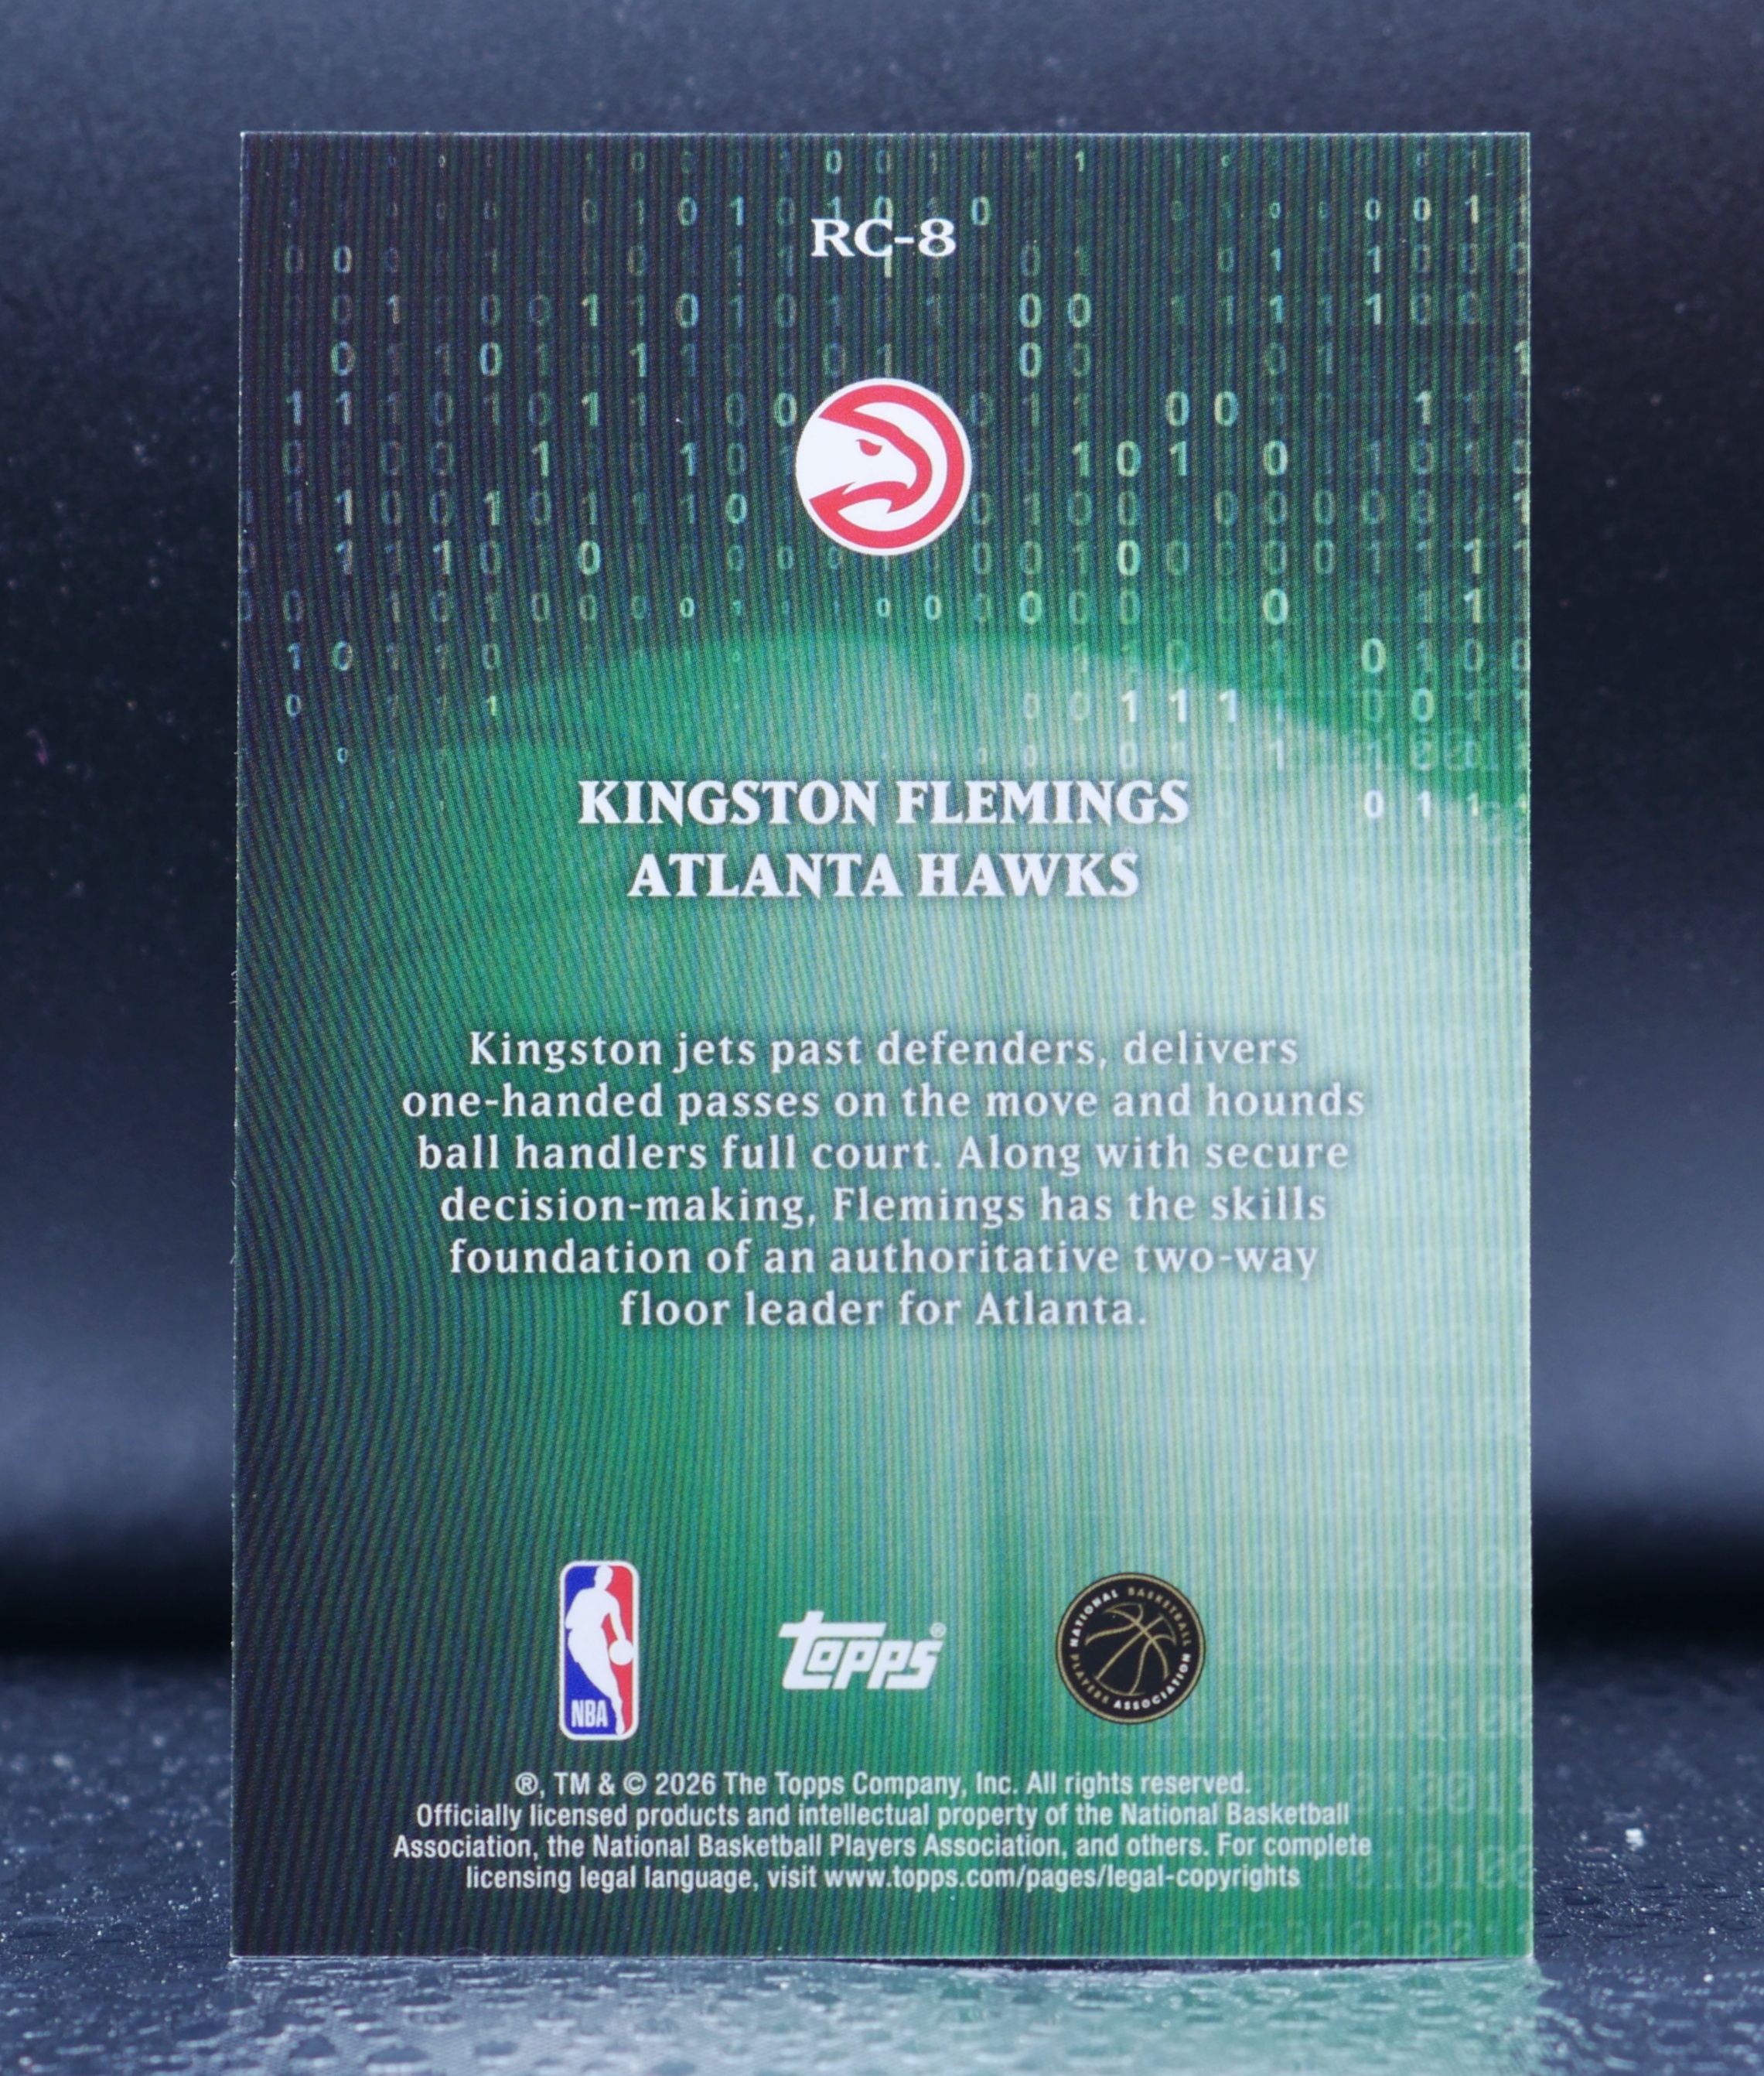 RC-8
KINGSTON FLEMINGS
ATLANTA HAWKS
Kingston jets past defenders, delivers
one-handed passes on the move and hounds
ball handlers full court. Along with secure
decision-making, Flemings has the skills
foundation of an authoritative two-way
floor leader for Atlanta.
NBA
topps®
NATIONAL BASKETBALL
PLAYERS ASSOCIATION
®, TM & © 2026 The Topps Company, Inc. All rights reserved.
Officially licensed products and intellectual property of the National Basketball
Association, the National Basketball Players Association, and others. For complete
licensing legal language, visit www.topps.com/pages/legal-copyrights